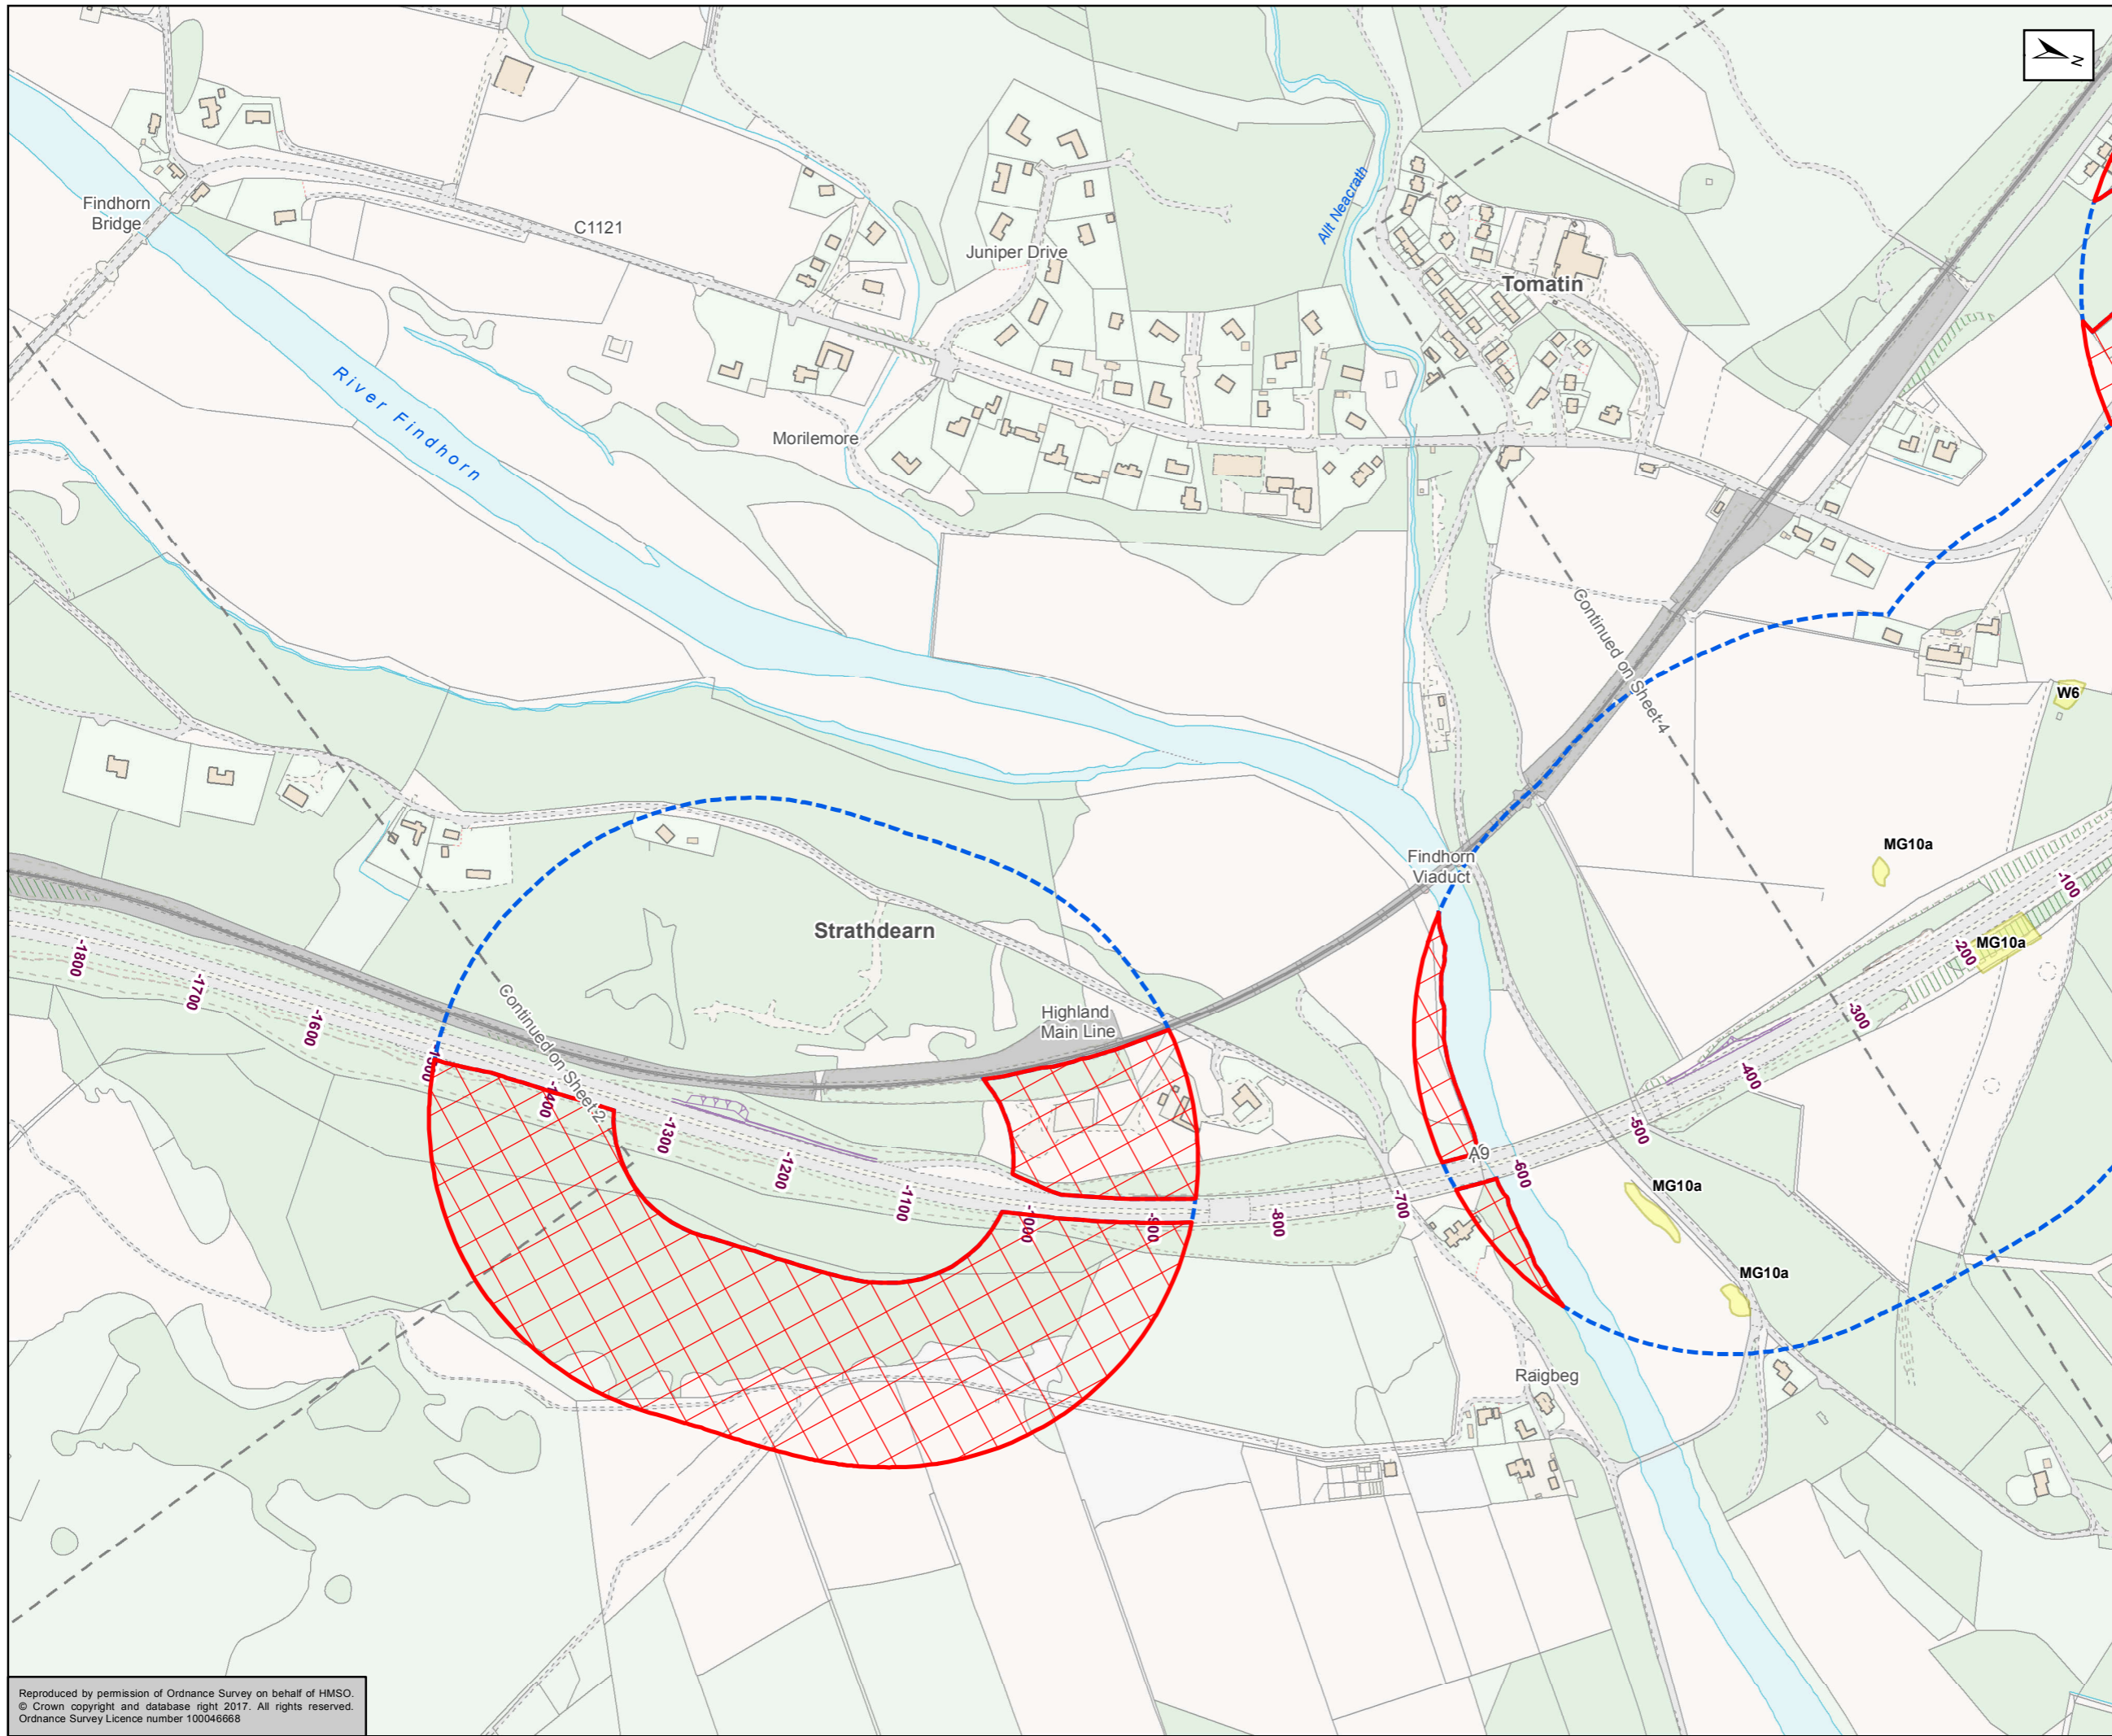 N
Findhorn
Bridge
C1121
Allt Neacrath
Juniper Drive
Tomatin
River Findhorn
Morilemore
Continued on Sheet 4
W6
MG10a
Findhorn
Viaduct
-100
MG10a
-200
Strathdearn
-1800
-1700
-1600
-1500
Continued on Sheet 2
-1400
-1300
-1200
-1100
-1000
-900
-800
-700
-600
-500
-400
-300
Highland
Main Line
A9
MG10a
MG10a
Raigbeg
Reproduced by permission of Ordnance Survey on behalf of HMSO.
© Crown copyright and database right 2017. All rights reserved.
Ordnance Survey Licence number 100046668